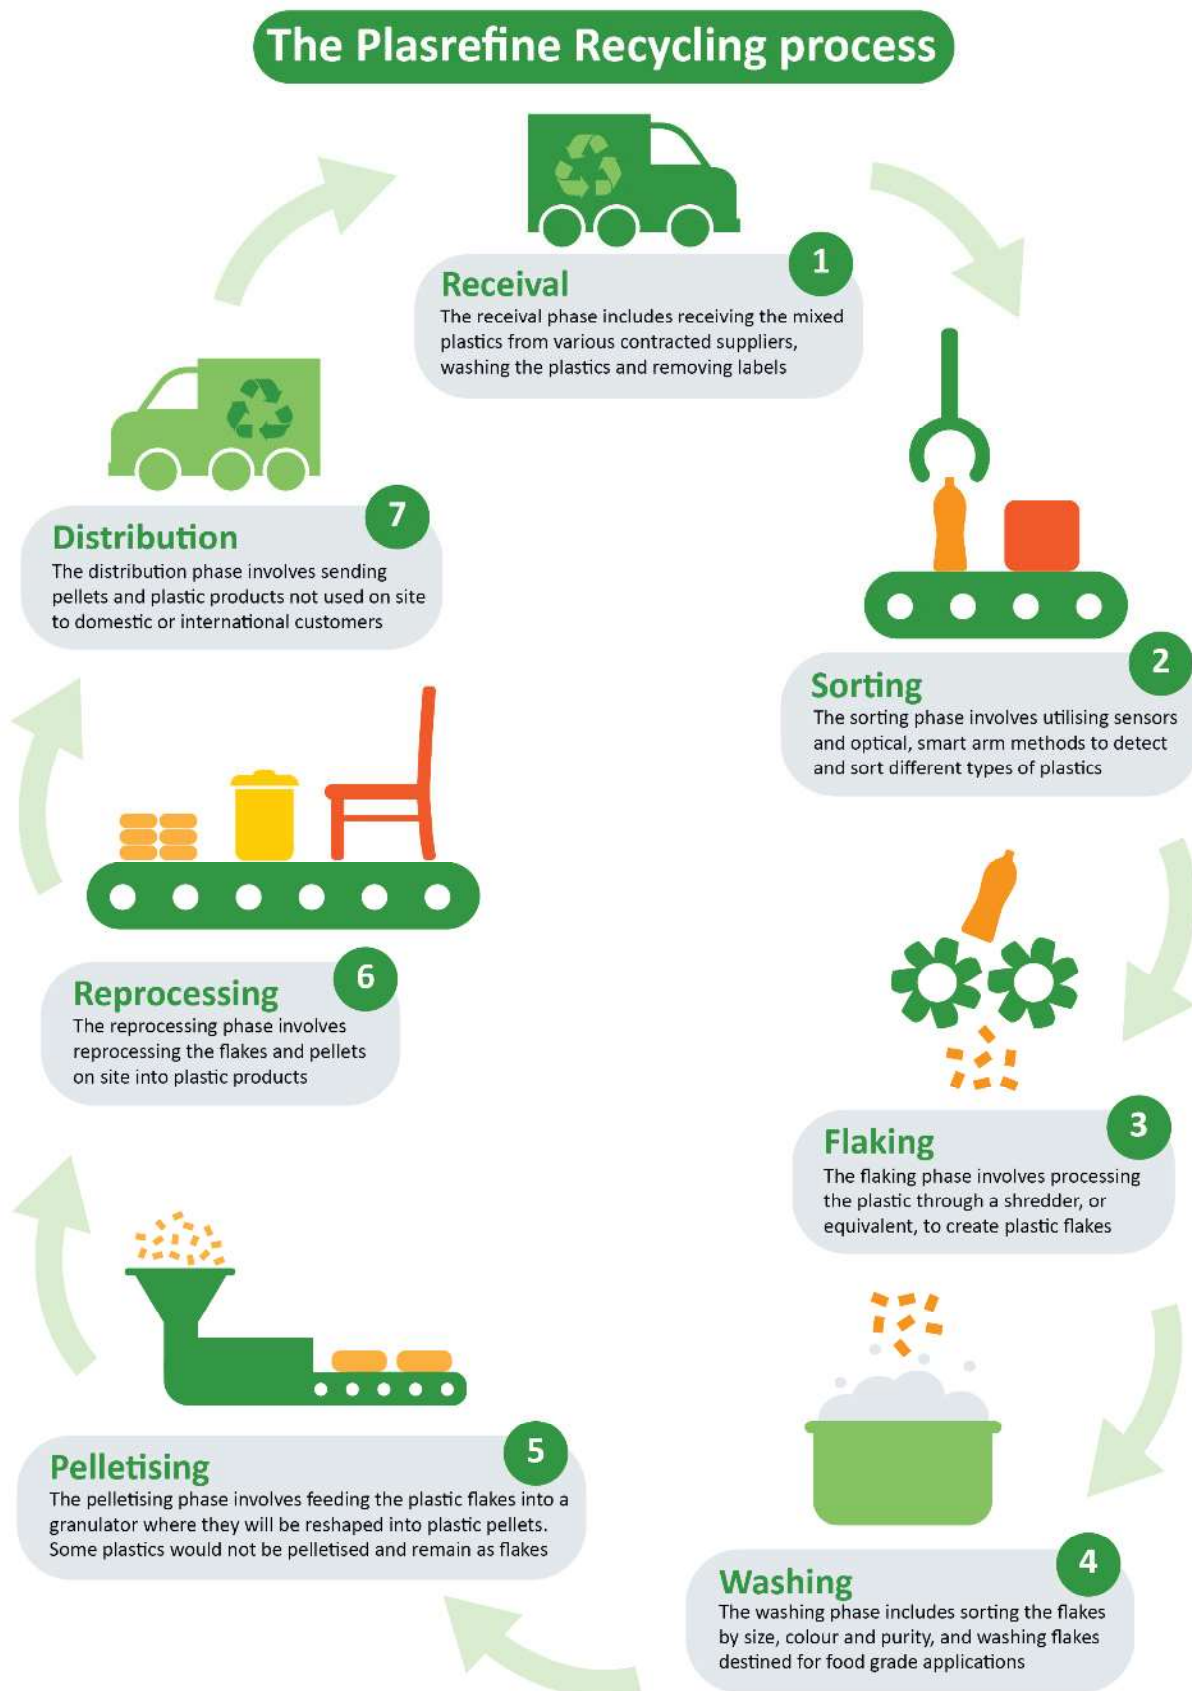 The Plasrefine Recycling process
1
Receival
The receival phase includes receiving the mixed
plastics from various contracted suppliers,
washing the plastics and removing labels
2
Sorting
The sorting phase involves utilising sensors
and optical, smart arm methods to detect
and sort different types of plastics
3
Flaking
The flaking phase involves processing
the plastic through a shredder, or
equivalent, to create plastic flakes
4
Washing
The washing phase includes sorting the flakes
by size, colour and purity, and washing flakes
destined for food grade applications
5
Pelletising
The pelletising phase involves feeding the plastic flakes into a
granulator where they will be reshaped into plastic pellets.
Some plastics would not be pelletised and remain as flakes
6
Reprocessing
The reprocessing phase involves
reprocessing the flakes and pellets
on site into plastic products
7
Distribution
The distribution phase involves sending
pellets and plastic products not used on site
to domestic or international customers